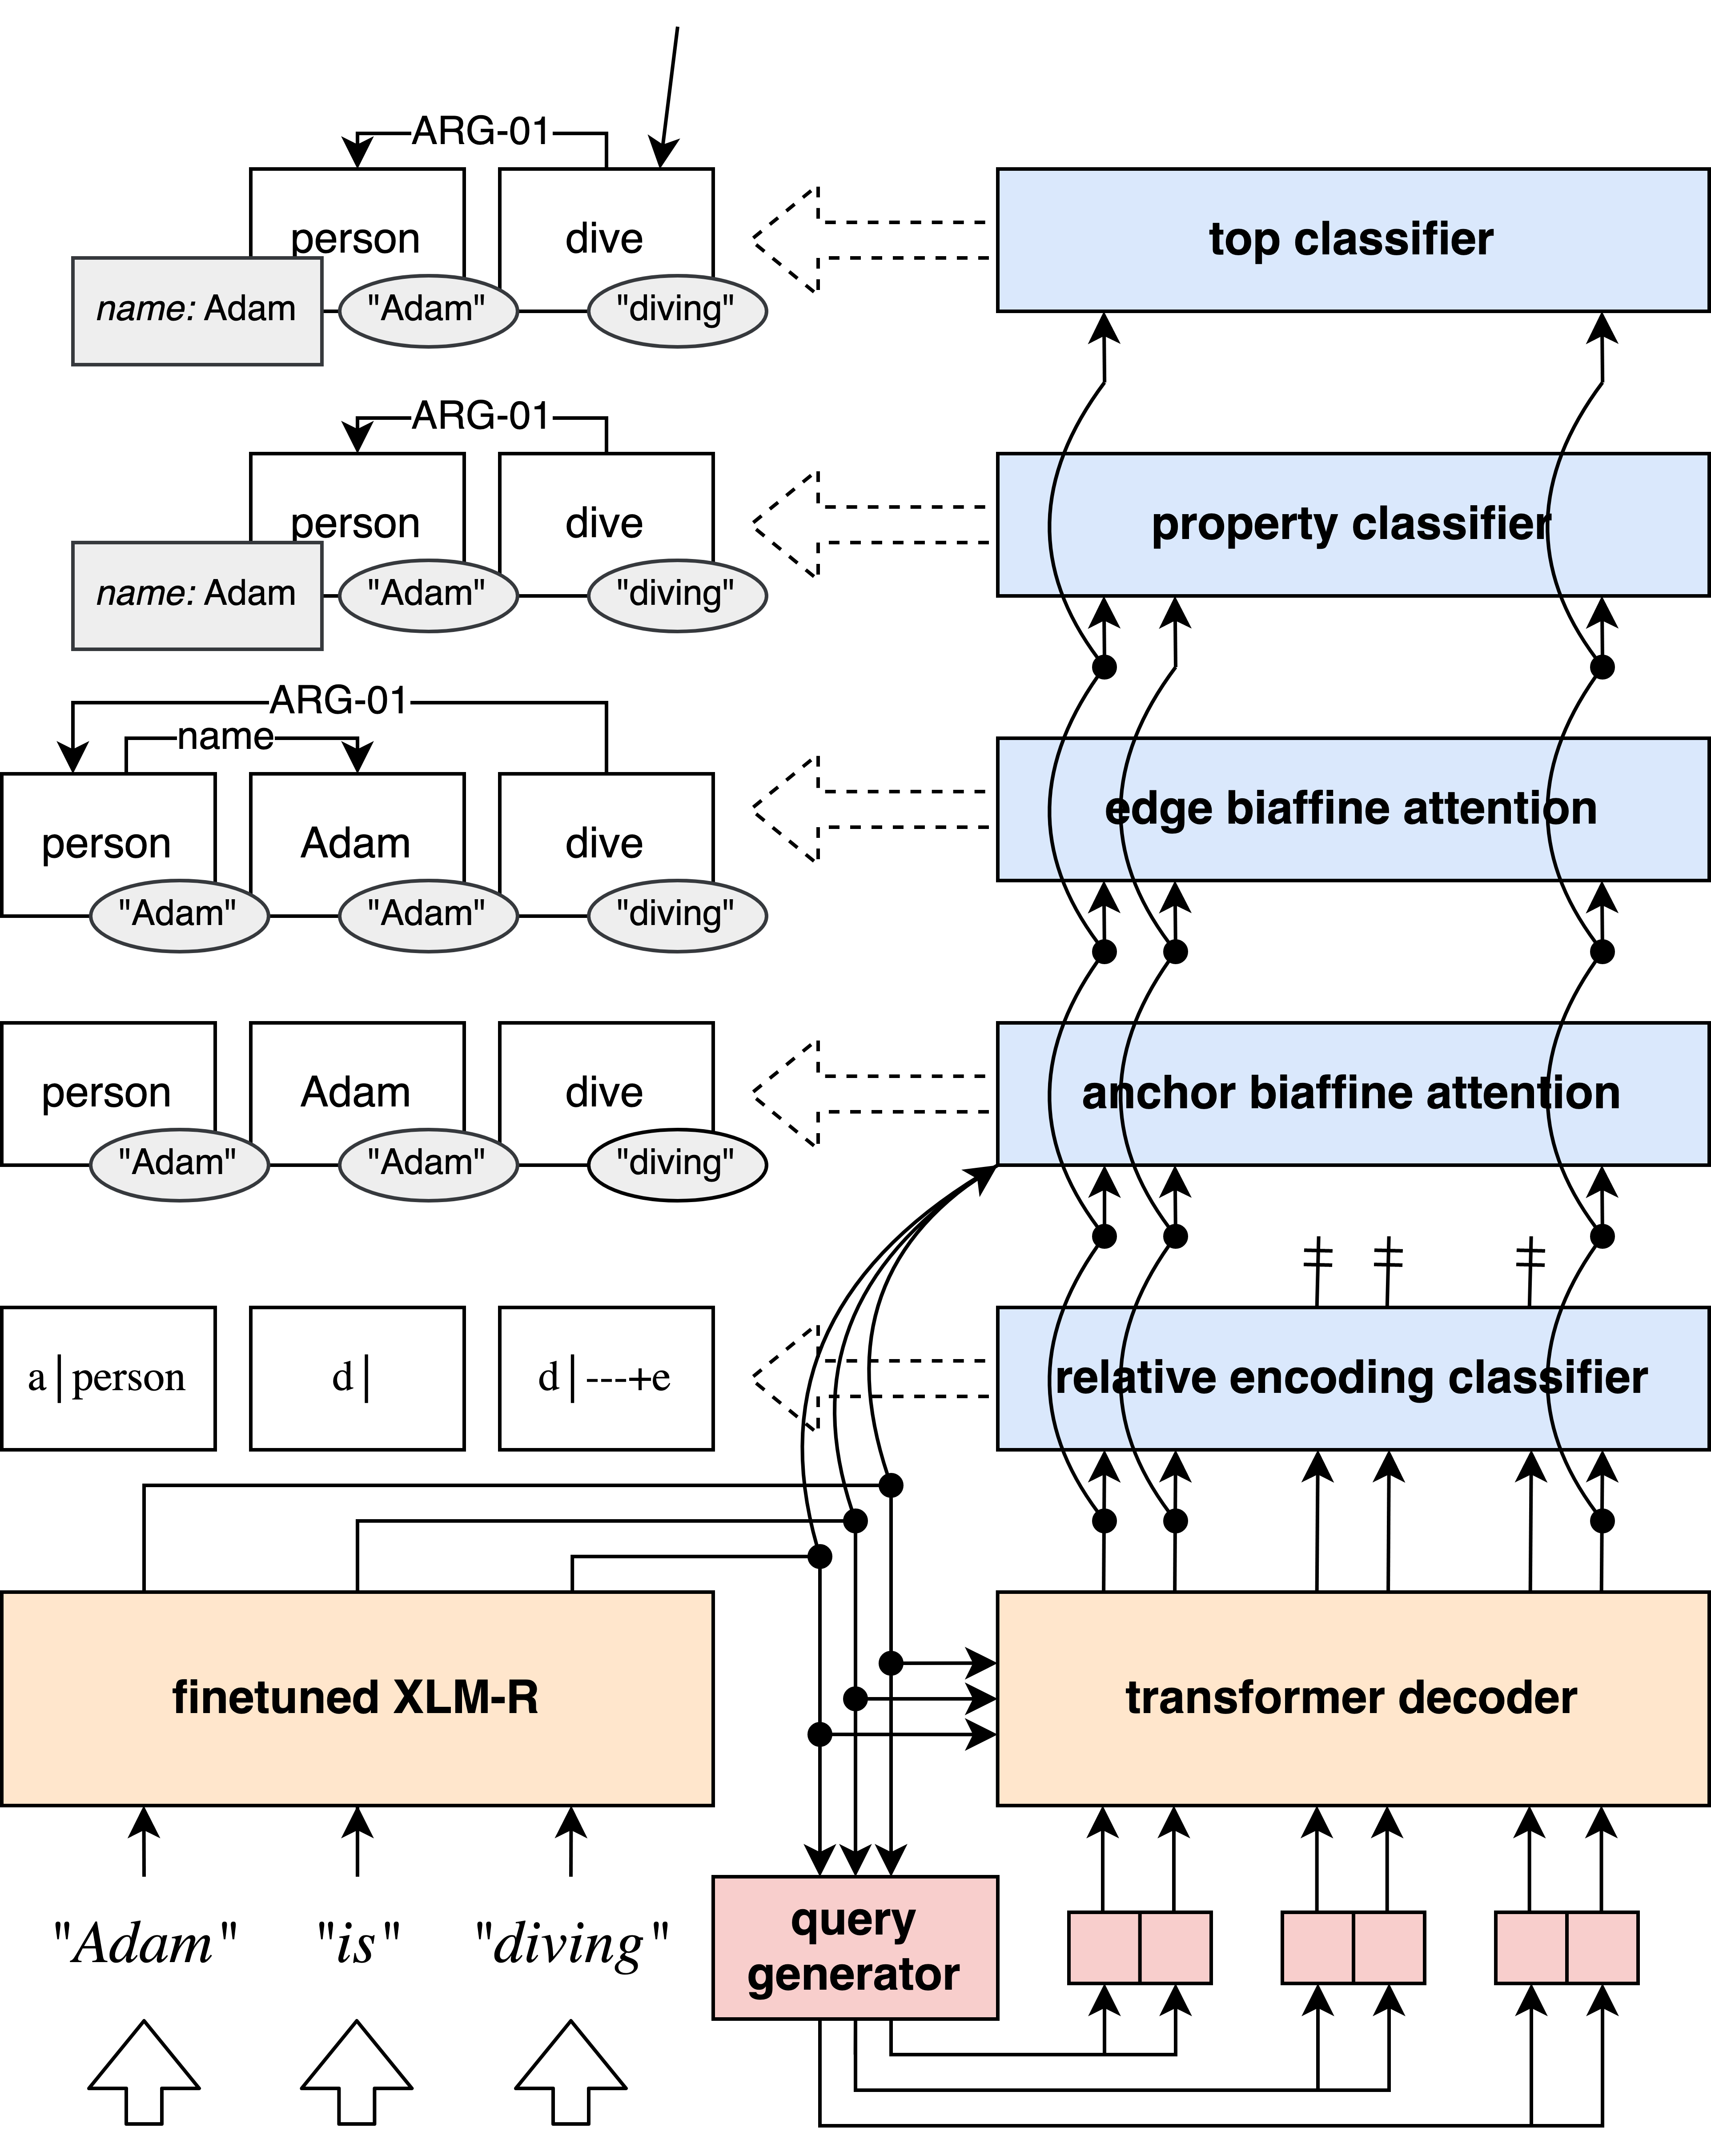 ARG-01
person
dive
top classifier
name: Adam
"Adam"
"diving"
ARG-01
person
dive
property classifier
name: Adam
"Adam"
"diving"
ARG-01
name
person
Adam
dive
edge biaffine attention
"Adam"
"Adam"
"diving"
person
Adam
dive
anchor biaffine attention
"Adam"
"Adam"
"diving"
a|person
d|
d|---+e
relative encoding classifier
finetuned XLM-R
transformer decoder
"Adam"
"is"
"diving"
query
generator